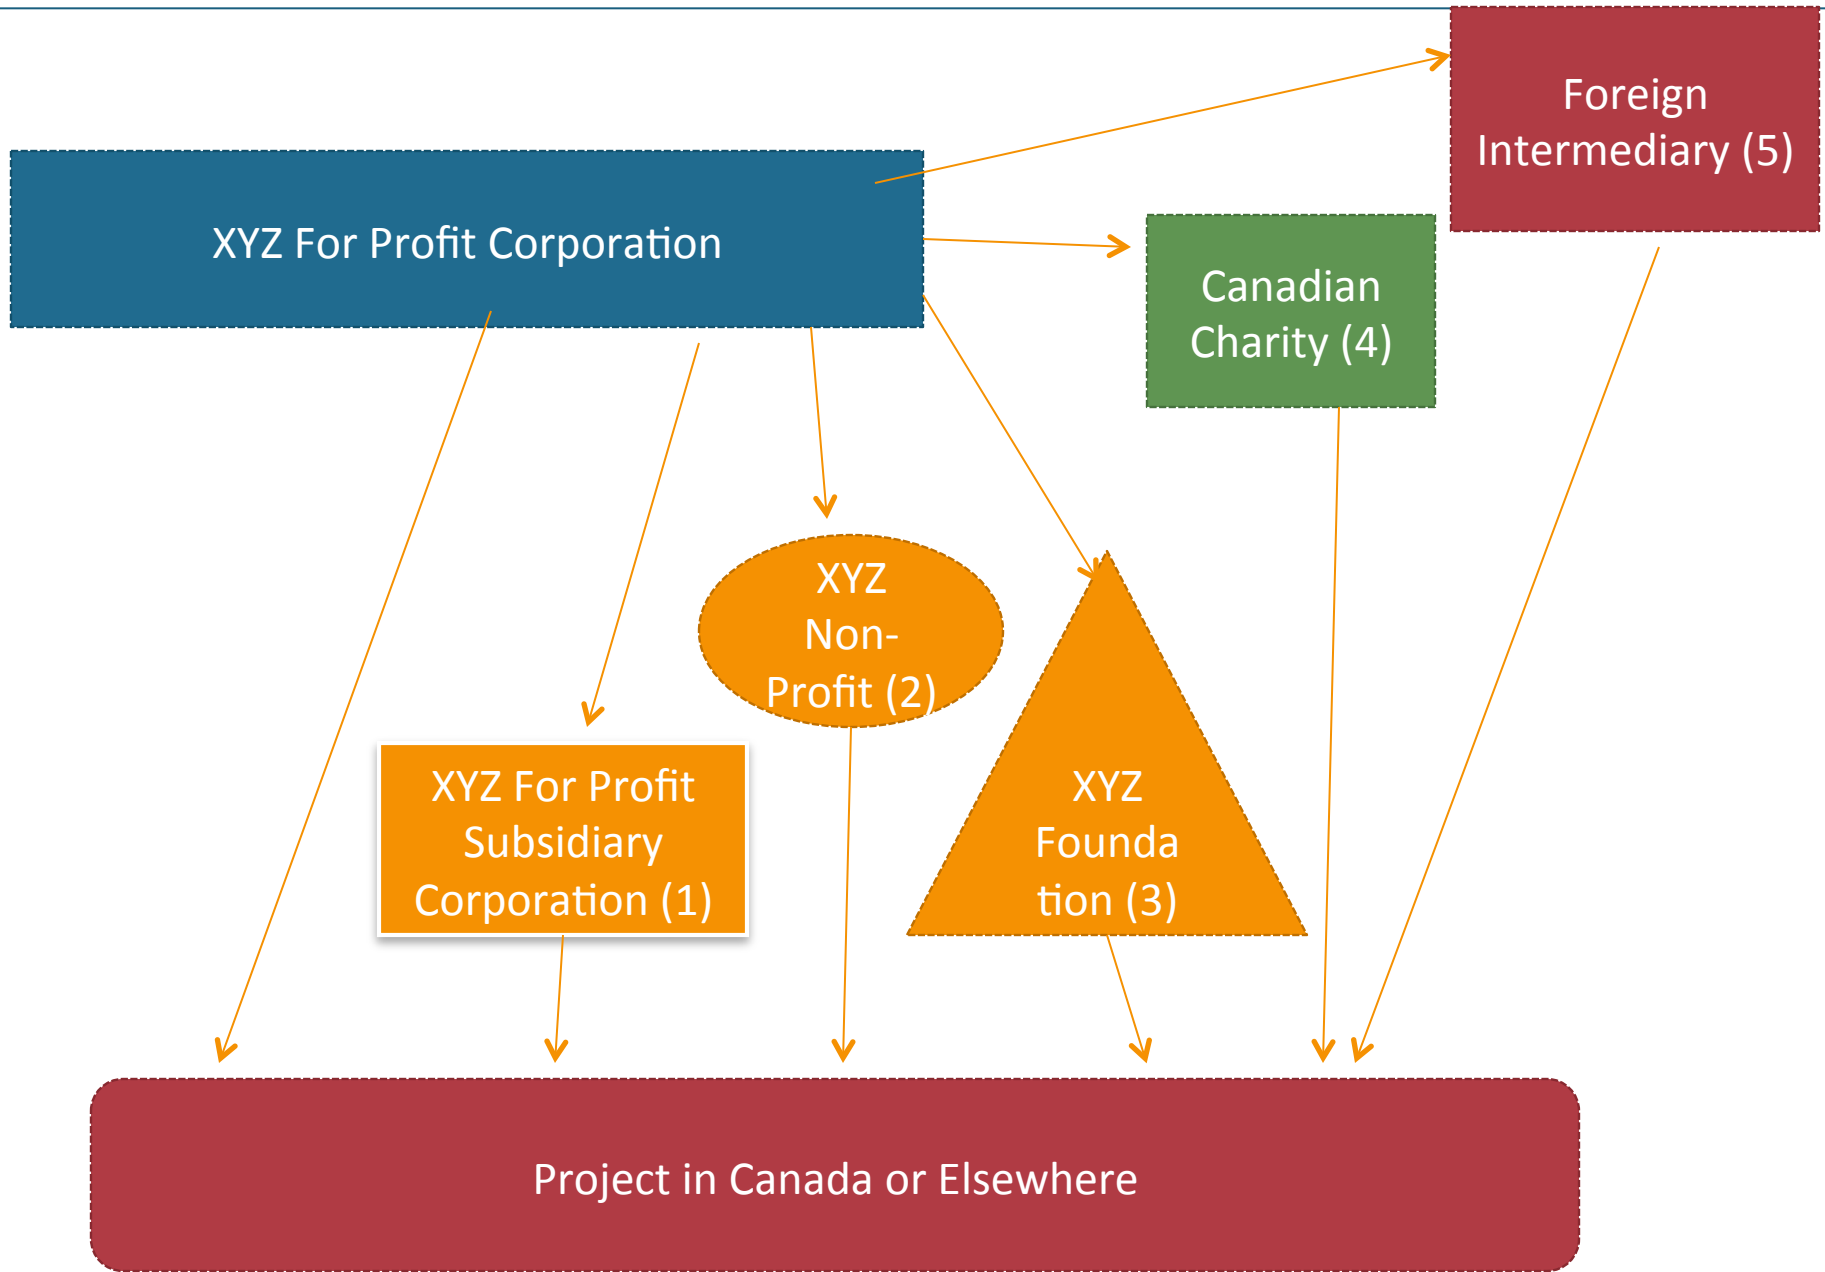 Foreign
Intermediary (5)
XYZ For Profit Corporation
Canadian
Charity (4)
XYZ
Non-
Profit (2)
XYZ For Profit
Subsidiary
Corporation (1)
XYZ
Founda
tion (3)
Project in Canada or Elsewhere